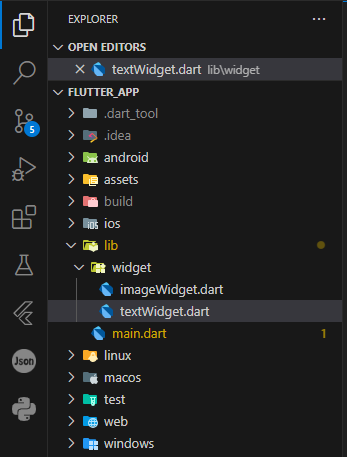 EXPLORER ...
OPEN EDITORS
textWidget.dart lib\widget
FLUTTER_APP
.dart_tool
.idea
android
assets
build
ios
lib
widget
imageWidget.dart
textWidget.dart
main.dart 1
linux
macos
test
web
windows
5
Json